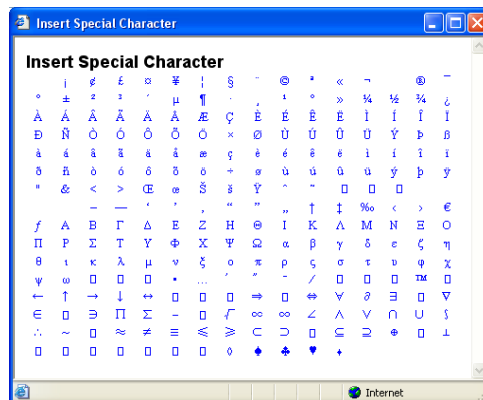 Insert Special Character
Insert Special Character
¡ ¢ £ ¤ ¥ ¦ § ¨ © ª « ¬ ® ¯
° ± ² ³ ´ µ ¶ · ¸ ¹ º » ¼ ½ ¾ ¿
À Á Â Ã Ä Å Æ Ç È É Ê Ë Ì Í Î Ï
Ð Ñ Ò Ó Ô Õ Ö × Ø Ù Ú Û Ü Ý Þ ß
à á â ã ä å æ ç è é ê ë ì í î ï
ð ñ ò ó ô õ ö ÷ ø ù ú û ü ý þ ÿ
" & < > Œ œ Š š Ÿ ˆ ˜ □ □ □
– — ‘ ’ ‚ “ ” „ † ‡ ‰ ‹ › €
ƒ Α Β Γ Δ Ε Ζ Η Θ Ι Κ Λ Μ Ν Ξ Ο
Π Ρ Σ Τ Υ Φ Χ Ψ Ω α β γ δ ε ζ η
θ ι κ λ μ ν ξ ο π ρ ς σ τ υ φ χ
ψ ω □ □ □ • … ′ ″ ‾ ⁄ □ □ □ ™ □
← ↑ → ↓ ↔ □ □ □ ⇒ □ ⇔ ∀ ∂ ∃ □ ∇
∈ □ ∋ ∏ ∑ − □ √ ∝ ∞ ∠ ∧ ∨ ∩ ∪ ∫
∴ ∼ □ ≈ ≠ ≡ ≤ ≥ ⊂ ⊃ □ ⊆ ⊇ ⊕ □ ⊥
□ □ □ □ □ □ □ ◊ ♠ ♣ ♥ ♦
Internet